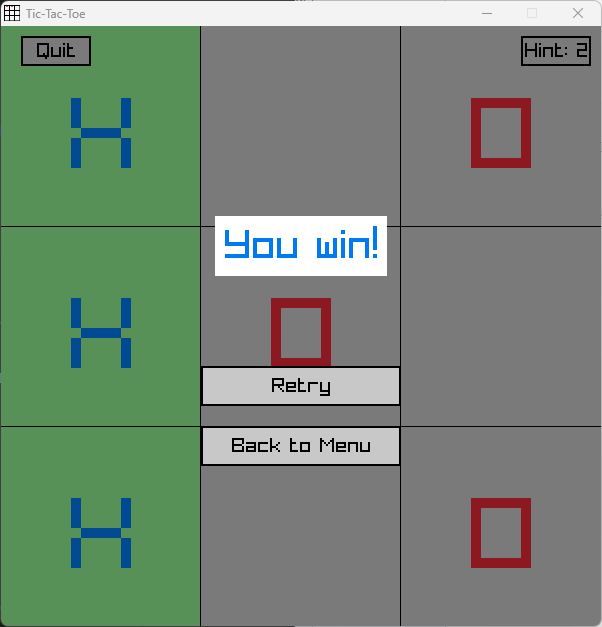 Tic-Tac-Toe
Quit
Hint: 2
X
O
You win!
X
O
Retry
Back to Menu
X
O